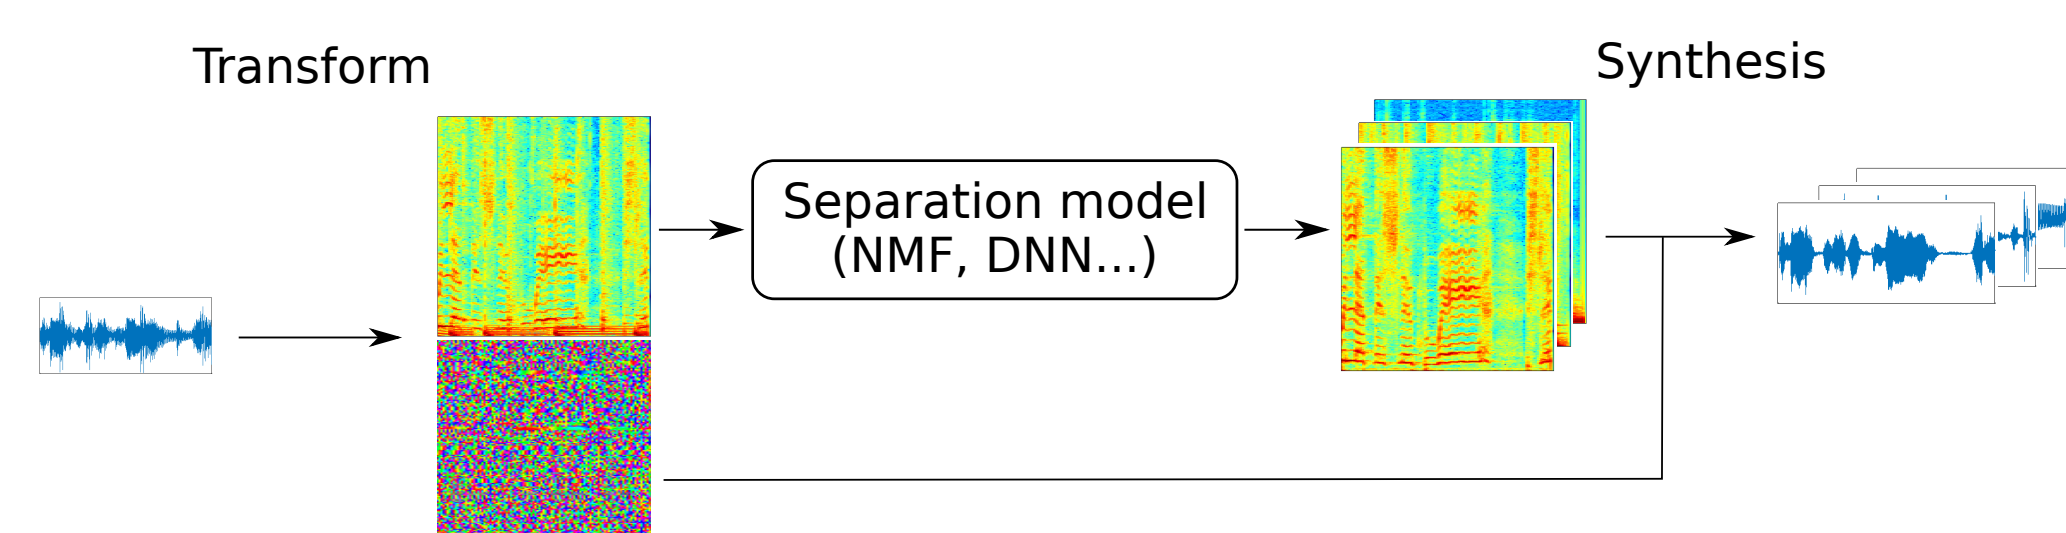 Transform
Synthesis
Separation model
(NMF, DNN...)